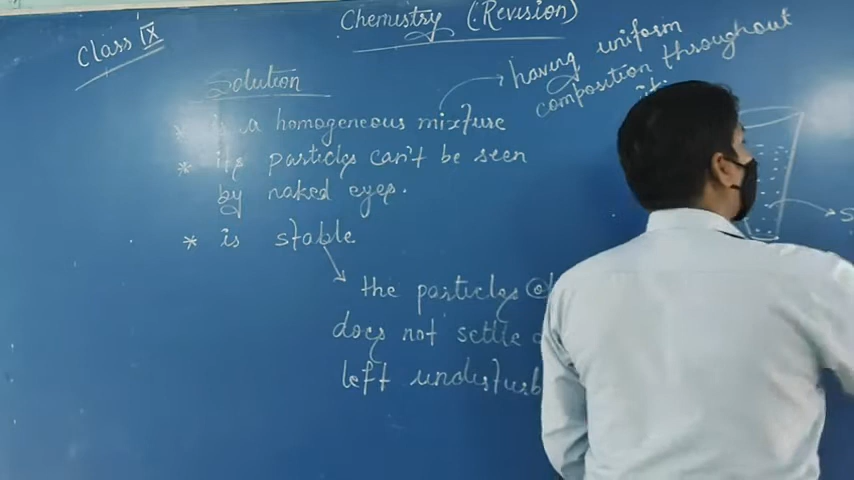 Class IX
Chemistry (Revision)
Solution
having uniform
composition throughout
it.
* is a homogeneous mixture
* its particles can't be seen
by naked eyes.
* is stable
the particles
does not settle
left